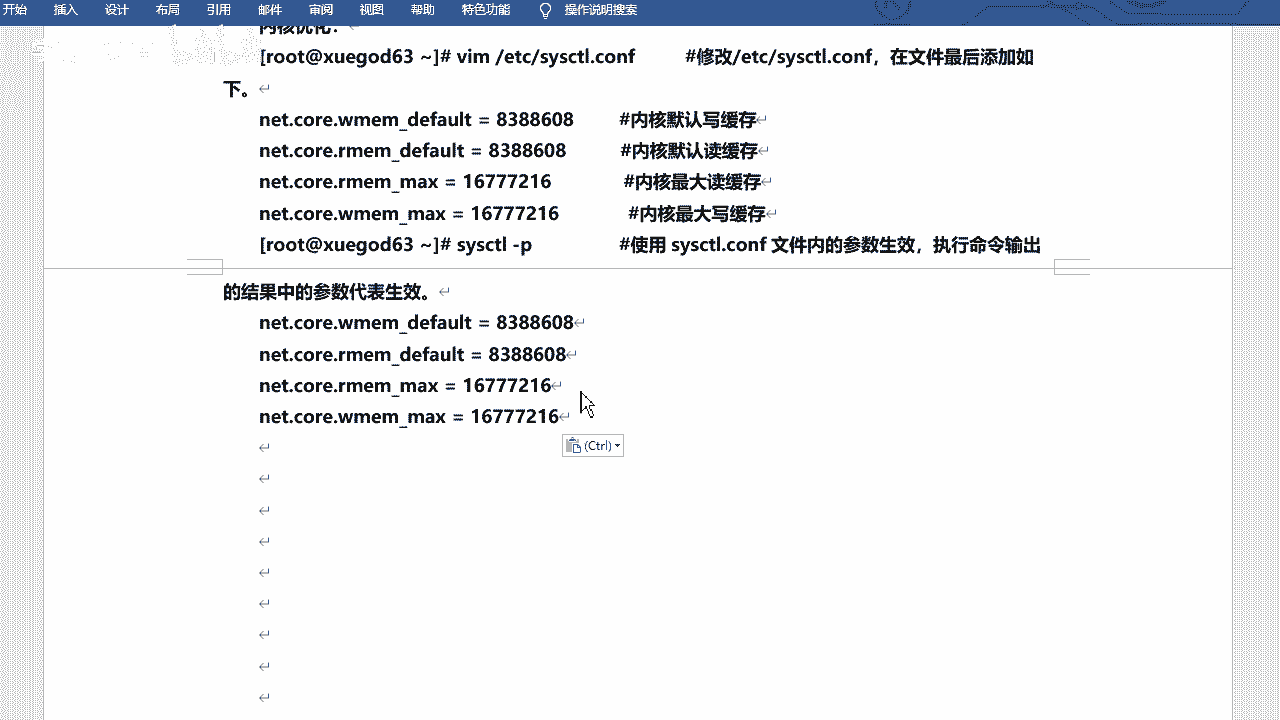 开始 插入 设计 布局 引用 邮件 审阅 视图 帮助 特色功能 操作说明搜索
内核优化：
[root@xuegod63 ~]# vim /etc/sysctl.conf #修改/etc/sysctl.conf，在文件最后添加如
下。
net.core.wmem_default = 8388608 #内核默认写缓存
net.core.rmem_default = 8388608 #内核默认读缓存
net.core.rmem_max = 16777216 #内核最大读缓存
net.core.wmem_max = 16777216 #内核最大写缓存
[root@xuegod63 ~]# sysctl -p #使用 sysctl.conf 文件内的参数生效，执行命令输出
的结果中的参数代表生效。
net.core.wmem_default = 8388608
net.core.rmem_default = 8388608
net.core.rmem_max = 16777216
net.core.wmem_max = 16777216
(Ctrl)